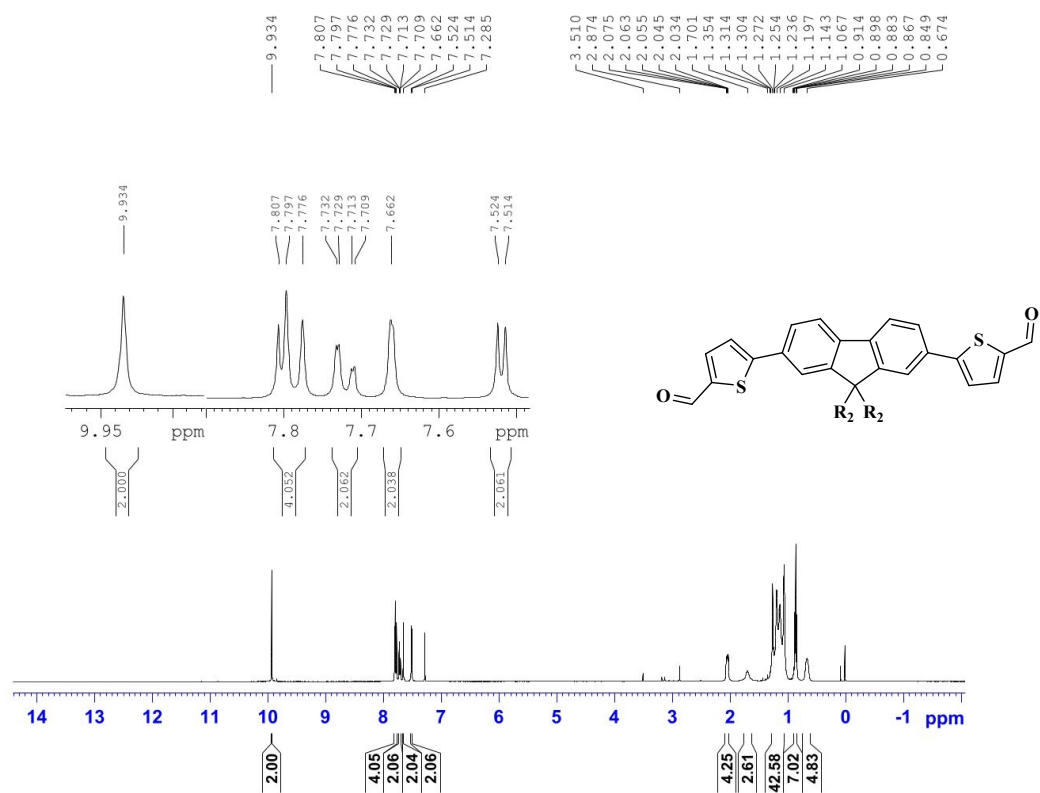 9.934 7.807 7.797 7.776 7.732 7.729 7.713 7.709 7.662 7.524 7.514 7.285 3.510 2.874 2.075 2.063 2.055 2.045 2.034 1.701 1.354 1.314 1.304 1.272 1.254 1.236 1.197 1.143 1.067 0.914 0.898 0.883 0.867 0.849 0.674
9.934 7.807 7.797 7.776 7.732 7.729 7.713 7.709 7.662 7.524 7.514
O
S
S
O
R2 R2
9.95 ppm 7.8 7.7 7.6 ppm
2.000 4.052 2.062 2.038 2.061
14 13 12 11 10 9 8 7 6 5 4 3 2 1 0 -1 ppm
2.00 4.05 2.06 2.04 2.06 4.25 2.61 42.58 7.02 4.83